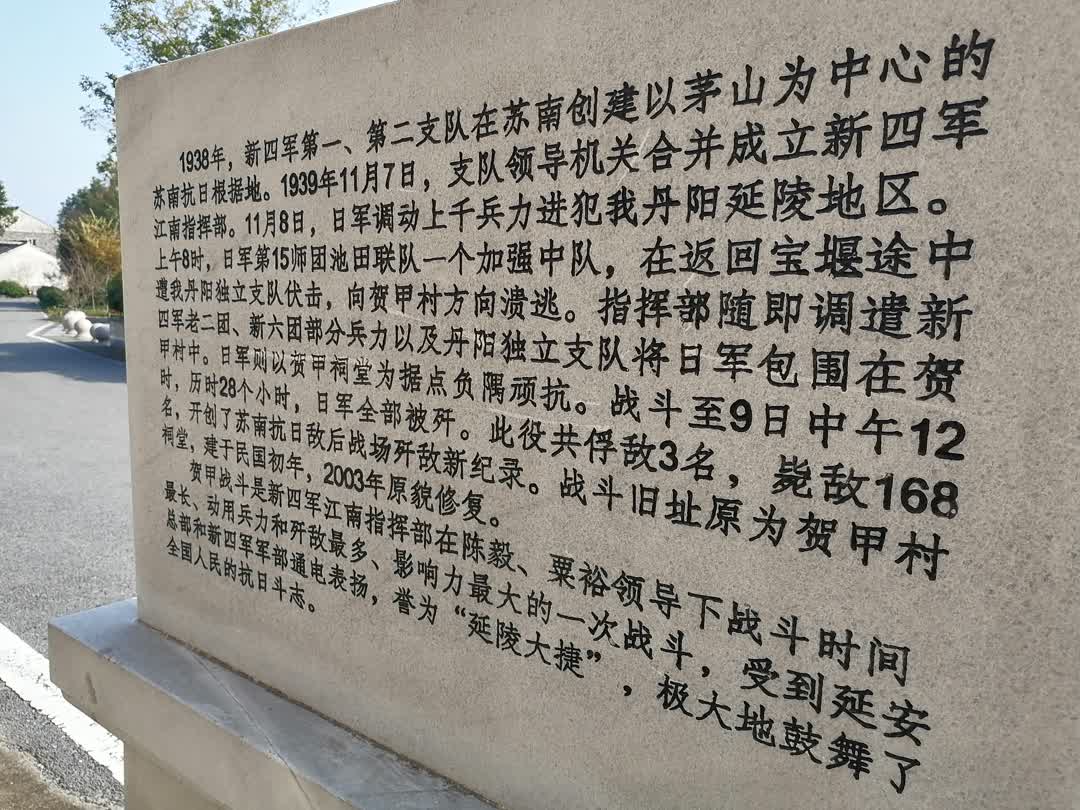 1938年，新四军第一、第二支队在苏南创建以茅山为中心的
苏南抗日根据地。1939年11月7日，支队领导机关合并成立新四军
江南指挥部。11月8日，日军调动上千兵力进犯我丹阳延陵地区。
上午8时，日军第15师团池田联队一个加强中队，在返回宝堰途中
遭我丹阳独立支队伏击，向贺甲村方向溃逃。指挥部随即调遣新
四军老二团、新六团部分兵力以及丹阳独立支队将日军包围在贺
甲村中。日军则以贺甲祠堂为据点负隅顽抗。战斗至9日中午12
时，历时28个小时，日军全部被歼。此役共俘敌3名，毙敌168
名，开创了苏南抗日敌后战场歼敌新纪录。战斗旧址原为贺甲村
祠堂，建于民国初年，2003年原貌修复。
贺甲战斗是新四军江南指挥部在陈毅、粟裕领导下战斗时间
最长、动用兵力和歼敌最多、影响力最大的一次战斗，受到延安
总部和新四军军部通电表扬，誉为“延陵大捷”，极大地鼓舞了
全国人民的抗日斗志。